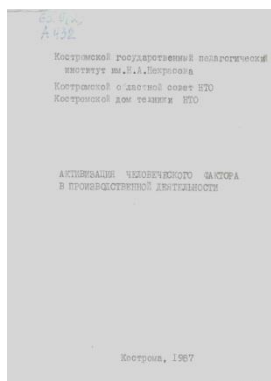 А.432
Костромской государственный педагогический
институт им.Н.А.Некрасова
Костромской областной совет НТО
Костромской дом техники НТО
АКТИВИЗАЦИЯ ЧЕЛОВЕЧЕСКОГО ФАКТОРА
В ПРОИЗВОДСТВЕННОЙ ДЕЯТЕЛЬНОСТИ
Кострома, 1987